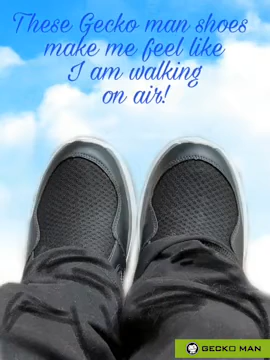 These Gecko man shoes
make me feel like
I am walking
on air!
GECKO MAN